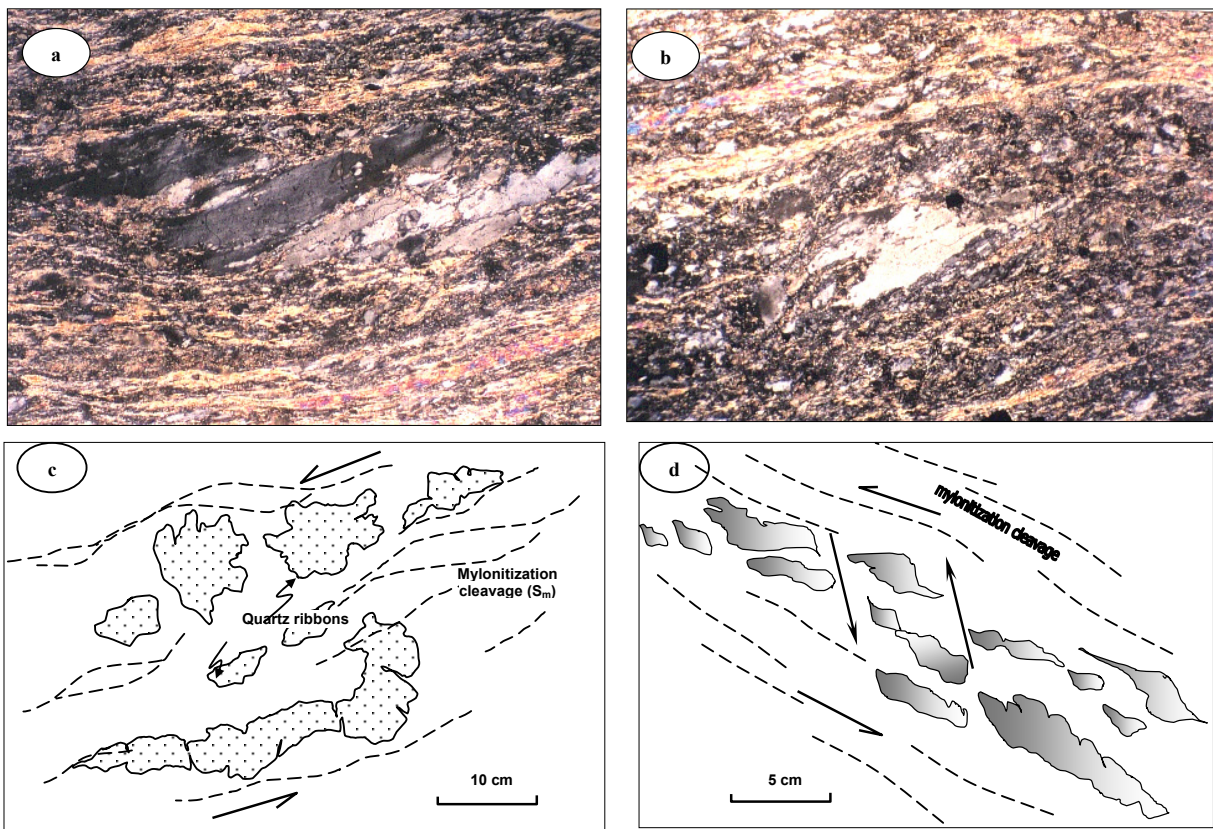 a
b
c
Mylonitization
cleavage (Sm)
Quartz ribbons
10 cm
d
mylonitization cleavage
5 cm